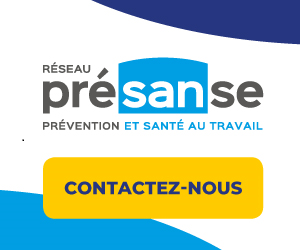 RÉSEAU
présanse
PRÉVENTION ET SANTÉ AU TRAVAIL
CONTACTEZ-NOUS